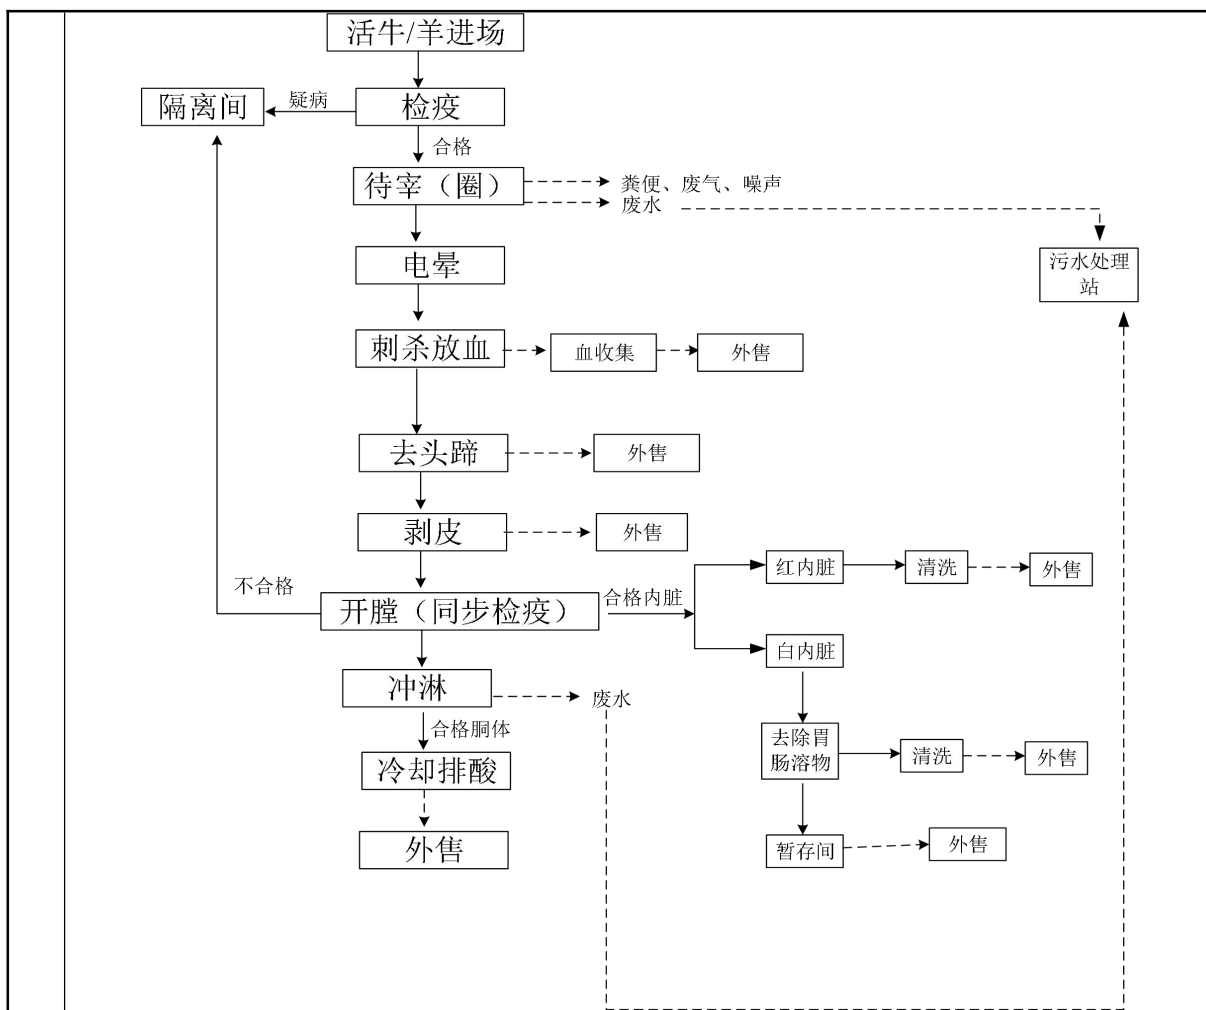 活牛/羊进场
隔离间
疑病
检疫
合格
待宰（圈）
粪便、废气、噪声
废水
电晕
污水处理
站
刺杀放血
血收集
外售
去头蹄
外售
剥皮
外售
不合格
开膛（同步检疫）
合格内脏
红内脏
清洗
外售
白内脏
冲淋
废水
合格胴体
去除胃
肠溶物
清洗
外售
冷却排酸
外售
暂存间
外售